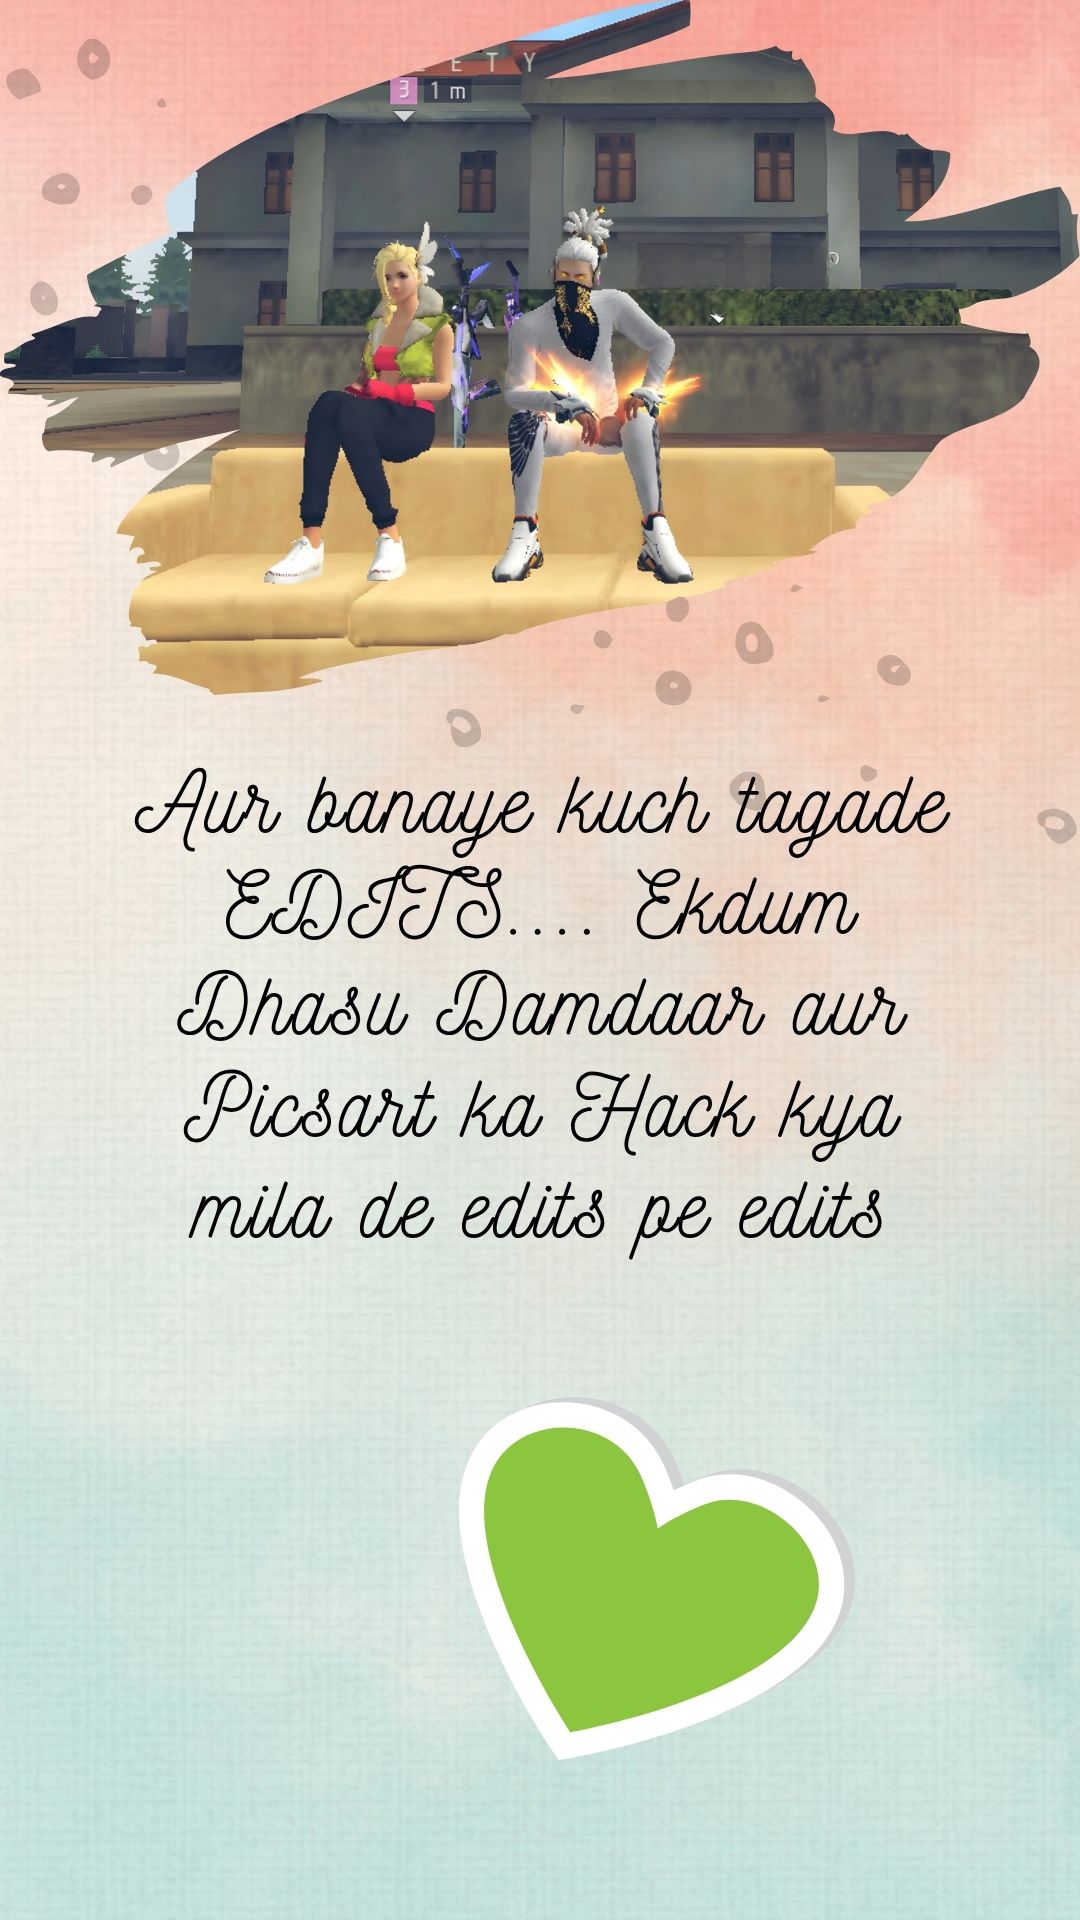 ETY
3 1 m
Aur banaye kuch tagade
EDITS.... Ekdum
Dhasu Damdaar aur
Picsart ka Hack kya
mila de edits pe edits